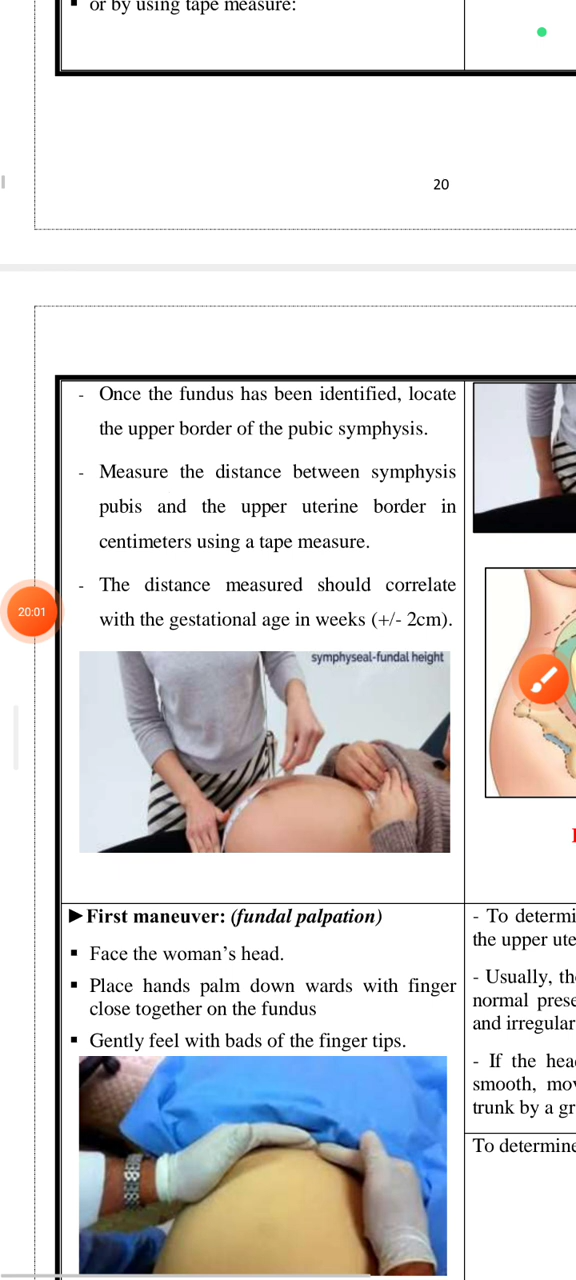 ▪ or by using tape measure:
20
- Once the fundus has been identified, locate
the upper border of the pubic symphysis.
- Measure the distance between symphysis
pubis and the upper uterine border in
centimeters using a tape measure.
- The distance measured should correlate
with the gestational age in weeks (+/- 2cm).
20:01
symphyseal-fundal height
►First maneuver: (fundal palpation)
▪ Face the woman's head.
▪ Place hands palm down wards with finger
close together on the fundus
▪ Gently feel with bads of the finger tips.
- To determi
the upper ute
- Usually, the
normal prese
and irregular
- If the hea
smooth, mov
trunk by a gr
To determine